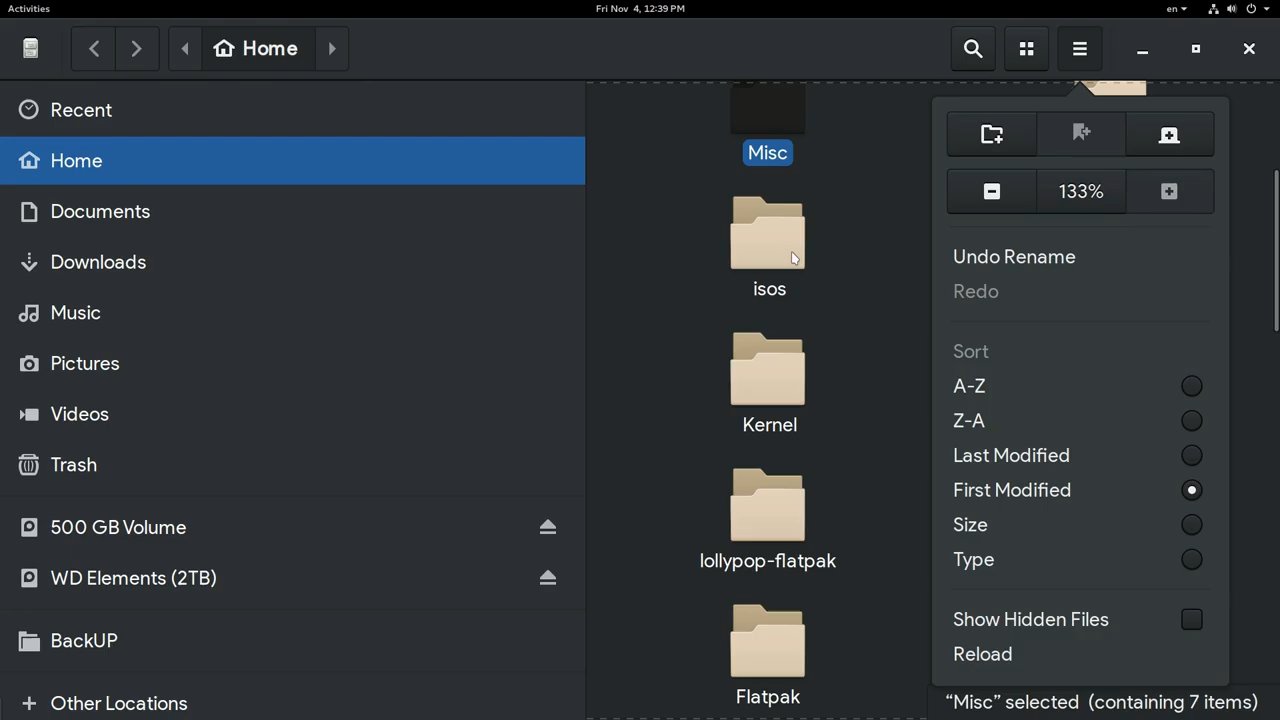 Activities
Fri Nov 4, 12:39 PM
en
Home
Recent
Home
Documents
Downloads
Music
Pictures
Videos
Trash
500 GB Volume
WD Elements (2TB)
BackUP
Other Locations
Misc
isos
Kernel
lollypop-flatpak
Flatpak
133%
Undo Rename
Redo
Sort
A-Z
Z-A
Last Modified
First Modified
Size
Type
Show Hidden Files
Reload
“Misc” selected (containing 7 items)